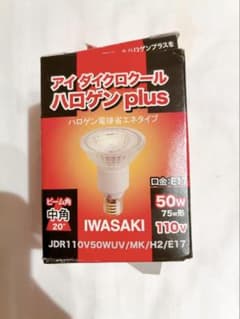 ハロゲンプラスを
アイ ダイクロクール
ハロゲン plus
ハロゲン電球省エネタイプ
口金:E17
50W
75W形
110V
ビーム角
中角
20°
IWASAKI
JDR110V50WUV/MK/H2/E17